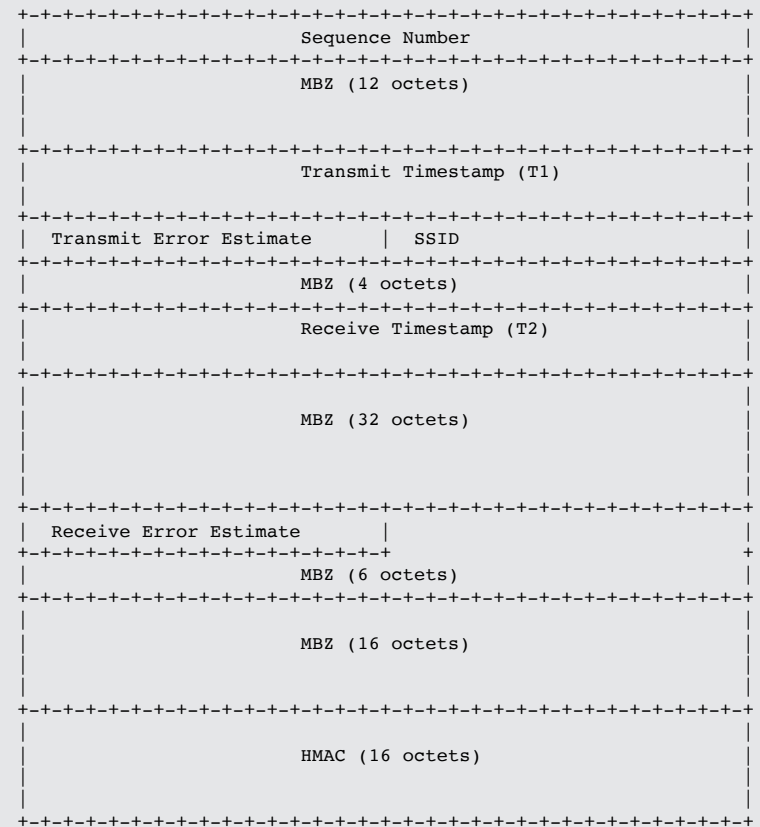 +-+-+-+-+-+-+-+-+-+-+-+-+-+-+-+-+-+-+-+-+-+-+-+-+-+-+-+-+-+-+-+-+
|                        Sequence Number                        |
+-+-+-+-+-+-+-+-+-+-+-+-+-+-+-+-+-+-+-+-+-+-+-+-+-+-+-+-+-+-+-+-+
|                        MBZ (12 octets)                        |
|                                                               |
|                                                               |
+-+-+-+-+-+-+-+-+-+-+-+-+-+-+-+-+-+-+-+-+-+-+-+-+-+-+-+-+-+-+-+-+
|                        Transmit Timestamp (T1)                |
|                                                               |
+-+-+-+-+-+-+-+-+-+-+-+-+-+-+-+-+-+-+-+-+-+-+-+-+-+-+-+-+-+-+-+-+
|  Transmit Error Estimate      |  SSID                         |
+-+-+-+-+-+-+-+-+-+-+-+-+-+-+-+-+-+-+-+-+-+-+-+-+-+-+-+-+-+-+-+-+
|                        MBZ (4 octets)                         |
+-+-+-+-+-+-+-+-+-+-+-+-+-+-+-+-+-+-+-+-+-+-+-+-+-+-+-+-+-+-+-+-+
|                        Receive Timestamp (T2)                 |
|                                                               |
+-+-+-+-+-+-+-+-+-+-+-+-+-+-+-+-+-+-+-+-+-+-+-+-+-+-+-+-+-+-+-+-+
|                                                               |
|                        MBZ (32 octets)                        |
|                                                               |
|                                                               |
|                                                               |
+-+-+-+-+-+-+-+-+-+-+-+-+-+-+-+-+-+-+-+-+-+-+-+-+-+-+-+-+-+-+-+-+
|  Receive Error Estimate       |                               |
+-+-+-+-+-+-+-+-+-+-+-+-+-+-+-+-+                               +
|                        MBZ (6 octets)                         |
+-+-+-+-+-+-+-+-+-+-+-+-+-+-+-+-+-+-+-+-+-+-+-+-+-+-+-+-+-+-+-+-+
|                                                               |
|                        MBZ (16 octets)                        |
|                                                               |
|                                                               |
+-+-+-+-+-+-+-+-+-+-+-+-+-+-+-+-+-+-+-+-+-+-+-+-+-+-+-+-+-+-+-+-+
|                                                               |
|                        HMAC (16 octets)                       |
|                                                               |
|                                                               |
+-+-+-+-+-+-+-+-+-+-+-+-+-+-+-+-+-+-+-+-+-+-+-+-+-+-+-+-+-+-+-+-+